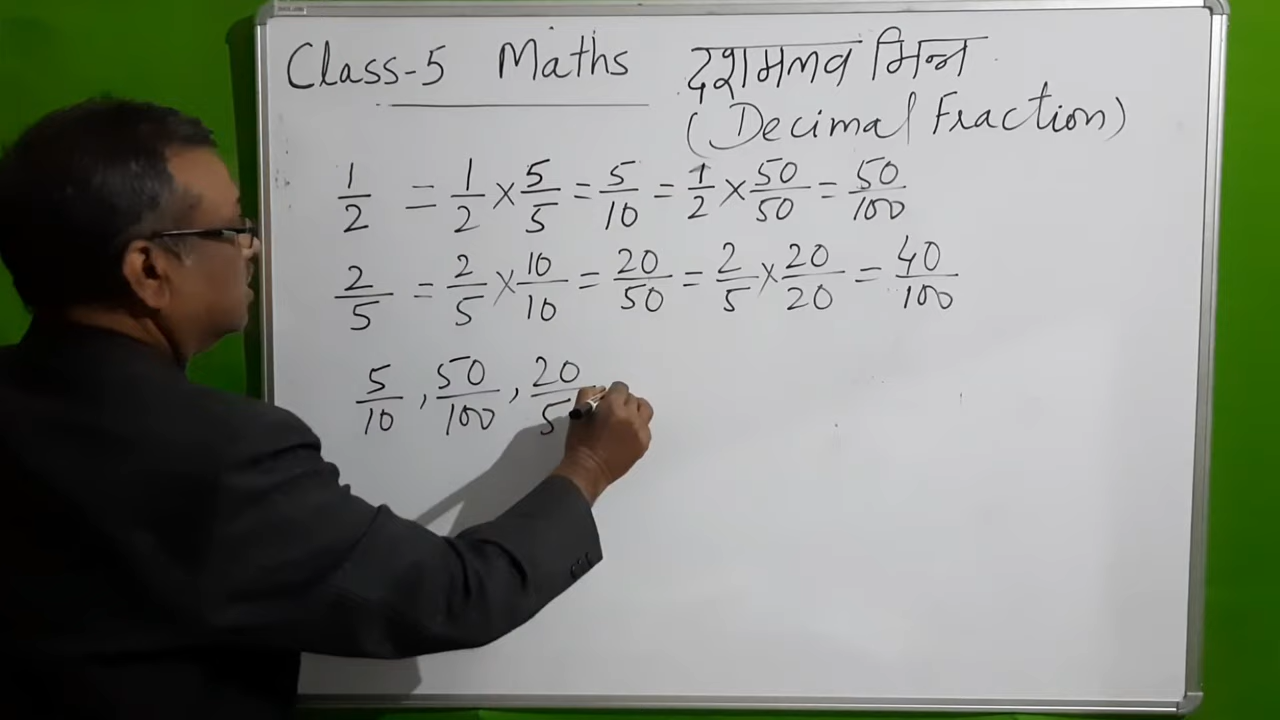 Class-5 Maths दशमलव भिन्न
(Decimal Fraction)
1/2 = 1/2 × 5/5 = 5/10 = 1/2 × 50/50 = 50/100
2/5 = 2/5 × 10/10 = 20/50 = 2/5 × 20/20 = 40/100
5/10, 50/100, 20/5